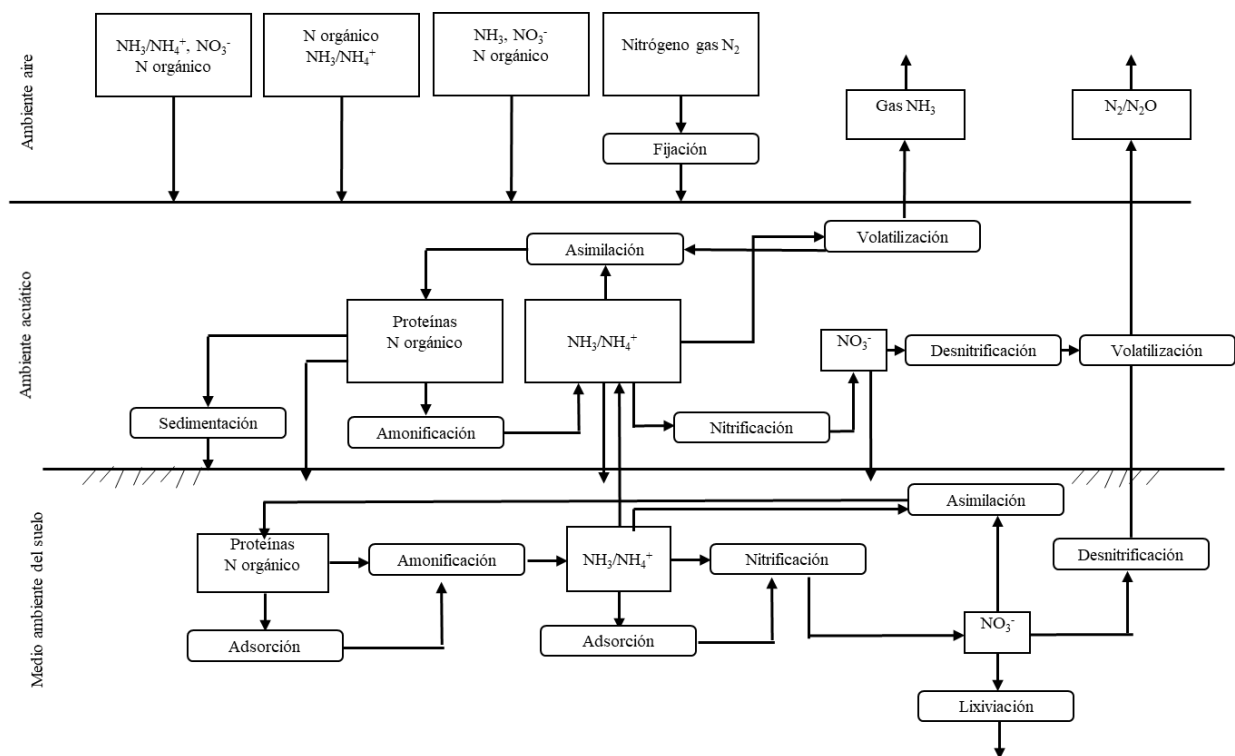 Ambiente aire
NH₃/NH₄⁺, NO₃⁻
N orgánico
N orgánico
NH₃/NH₄⁺
NH₃, NO₃⁻
N orgánico
Nitrógeno gas N₂
Fijación
Gas NH₃
N₂/N₂O
Ambiente acuático
Asimilación
Volatilización
Proteínas
N orgánico
NH₃/NH₄⁺
NO₃⁻
Desnitrificación
Volatilización
Sedimentación
Amonificación
Nitrificación
Medio ambiente del suelo
Asimilación
Proteínas
N orgánico
Amonificación
NH₃/NH₄⁺
Nitrificación
Desnitrificación
Adsorción
Adsorción
NO₃⁻
Lixiviación